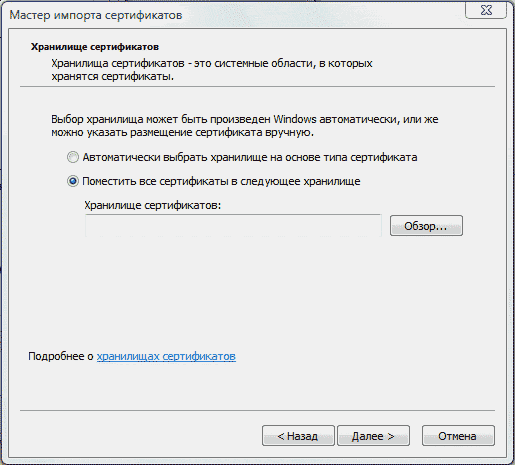 Мастер импорта сертификатов
Хранилище сертификатов
Хранилища сертификатов - это системные области, в которых
хранятся сертификаты.
Выбор хранилища может быть произведен Windows автоматически, или же
можно указать размещение сертификата вручную.
Автоматически выбрать хранилище на основе типа сертификата
Поместить все сертификаты в следующее хранилище
Хранилище сертификатов:
Обзор...
Подробнее о хранилищах сертификатов
< Назад Далее > Отмена